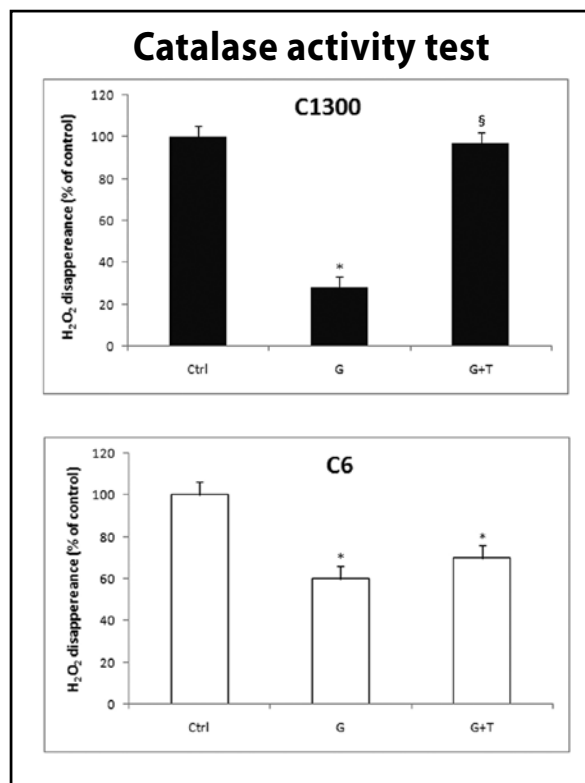 Catalase activity test
C1300
H₂O₂ disappereance (% of control)
120
100
80
60
40
20
0
*
§
Ctrl
G
G+T
C6
H₂O₂ disappereance (% of control)
120
100
80
60
40
20
0
*
*
Ctrl
G
G+T